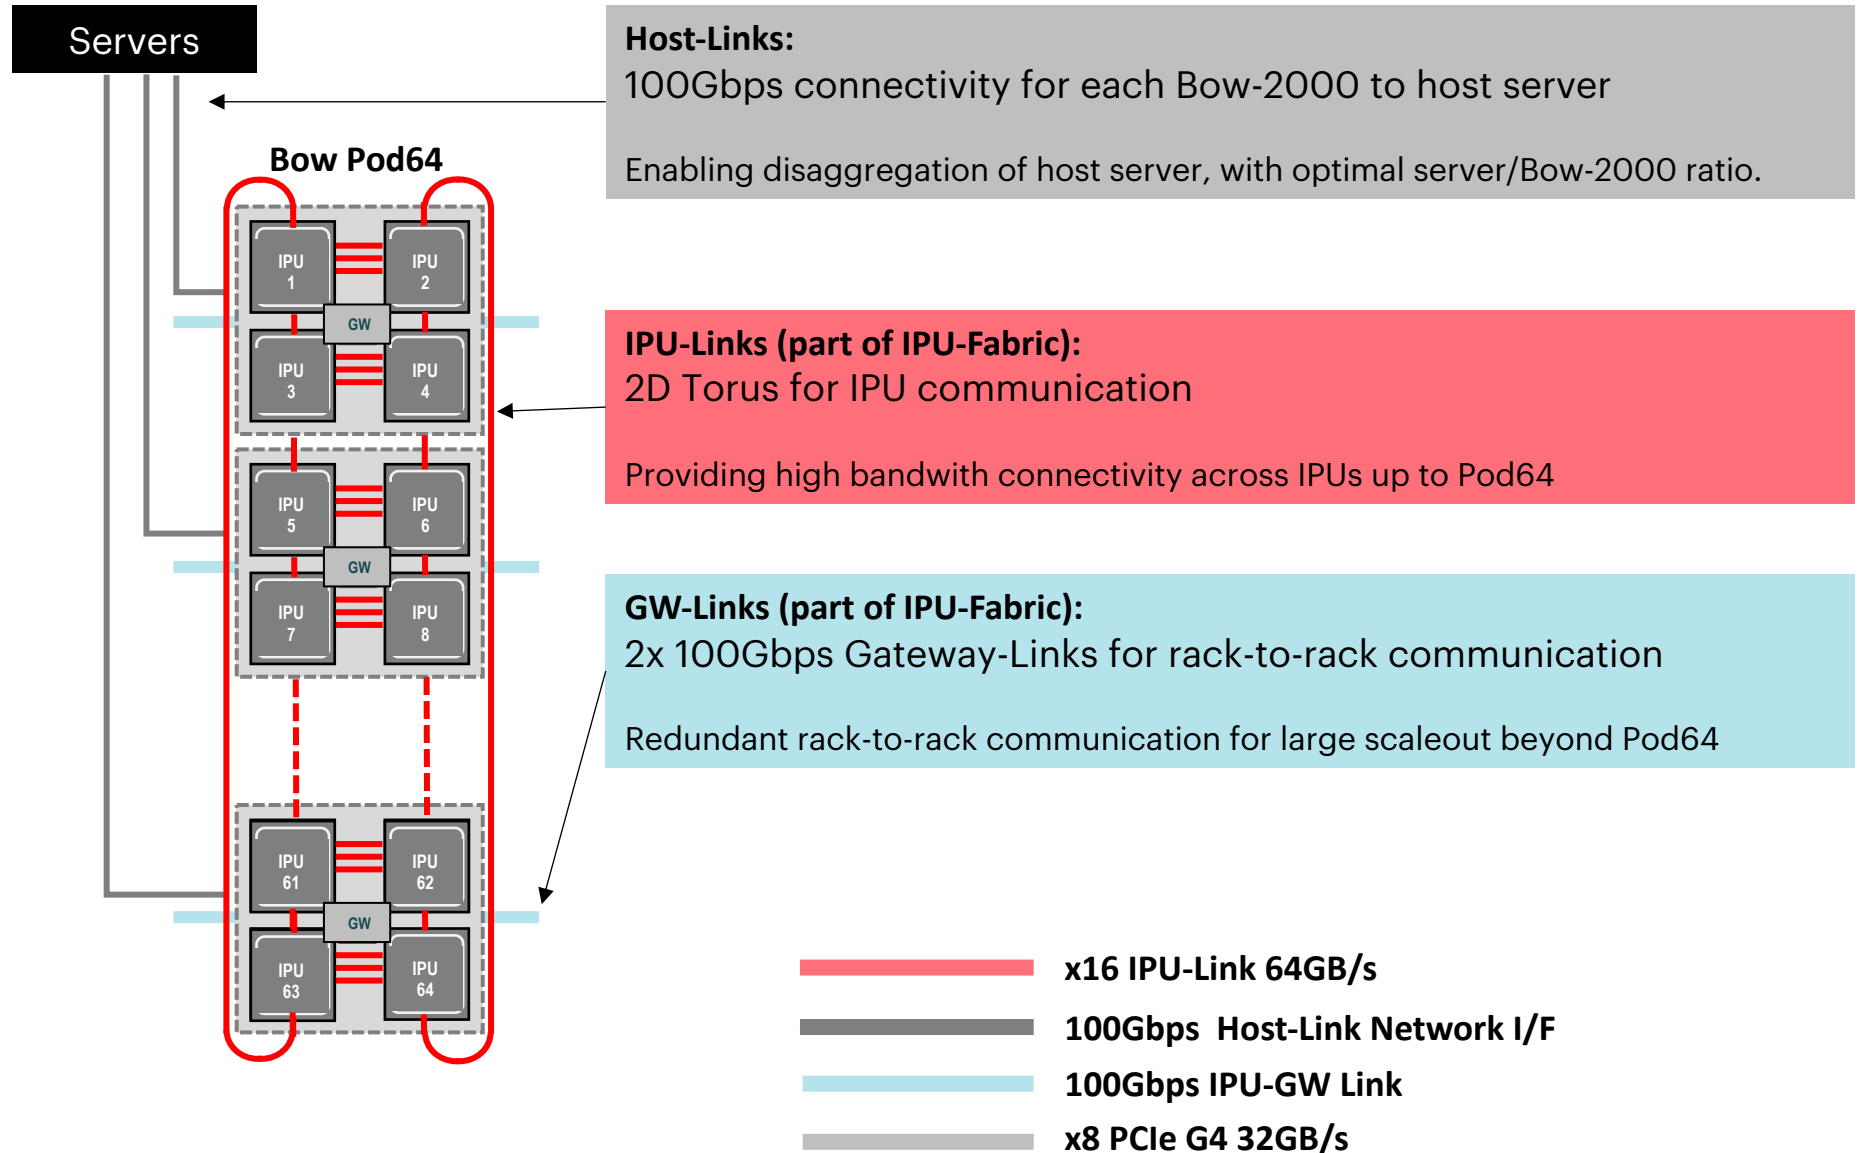 Servers
Host-Links:
100Gbps connectivity for each Bow-2000 to host server
Enabling disaggregation of host server, with optimal server/Bow-2000 ratio.
Bow Pod64
IPU
1
IPU
2
GW
IPU
3
IPU
4
IPU-Links (part of IPU-Fabric):
2D Torus for IPU communication
Providing high bandwith connectivity across IPUs up to Pod64
IPU
5
IPU
6
GW
IPU
7
IPU
8
GW-Links (part of IPU-Fabric):
2x 100Gbps Gateway-Links for rack-to-rack communication
Redundant rack-to-rack communication for large scaleout beyond Pod64
IPU
61
IPU
62
GW
IPU
63
IPU
64
x16 IPU-Link 64GB/s
100Gbps  Host-Link Network I/F
100Gbps IPU-GW Link
x8 PCIe G4 32GB/s